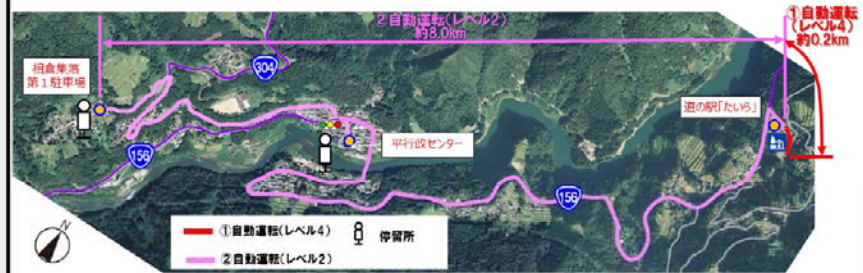 ②自動運転(レベル2)
約8.0km
①自動運転
(レベル4)
約0.2km
相倉集落
第1駐車場
304
道の駅「たいら」
平行政センター
156
156
N
①自動運転(レベル4)
停留所
②自動運転(レベル2)